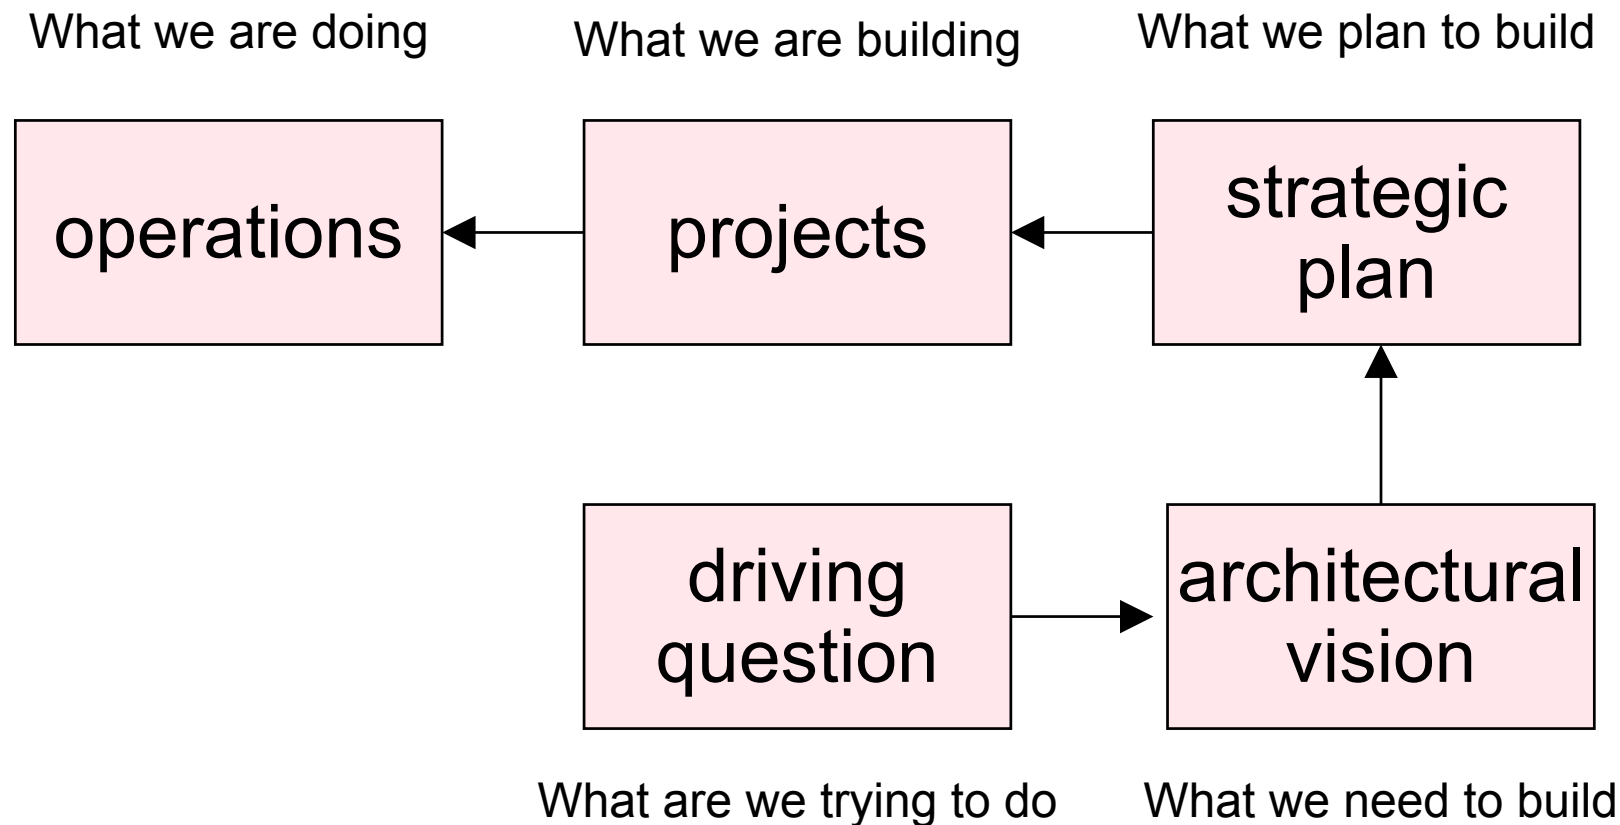 What we are doing
What we are building
What we plan to build
operations
projects
strategic
plan
driving
question
architectural
vision
What are we trying to do
What we need to build